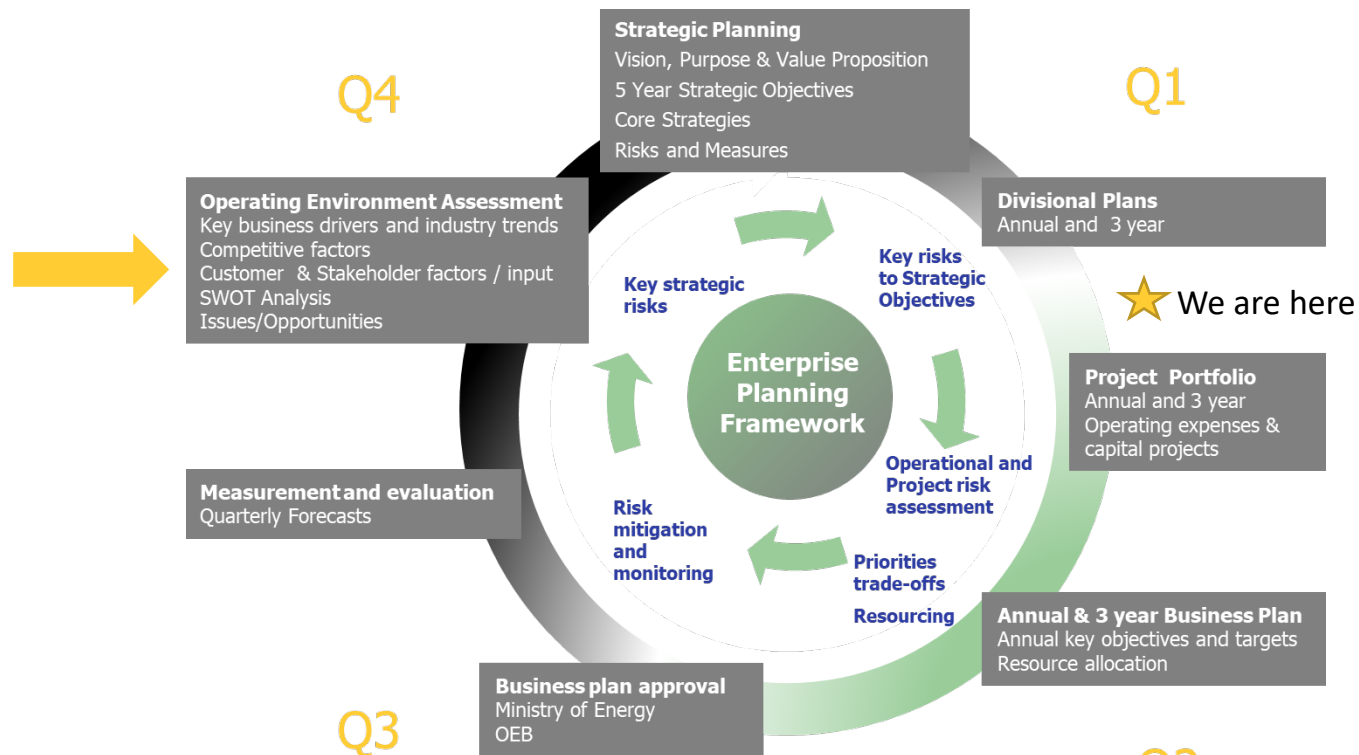 Strategic Planning
Vision, Purpose & Value Proposition
5 Year Strategic Objectives
Core Strategies
Risks and Measures
Q4
Q1
Operating Environment Assessment
Key business drivers and industry trends
Competitive factors
Customer & Stakeholder factors / input
SWOT Analysis
Issues/Opportunities
Divisional Plans
Annual and 3 year
We are here
Key strategic
risks
Key risks
to Strategic
Objectives
Enterprise
Planning
Framework
Project Portfolio
Annual and 3 year
Operating expenses &
capital projects
Operational and
Project risk
assessment
Measurement and evaluation
Quarterly Forecasts
Risk
mitigation
and
monitoring
Priorities
trade-offs
Resourcing
Annual & 3 year Business Plan
Annual key objectives and targets
Resource allocation
Business plan approval
Ministry of Energy
OEB
Q3